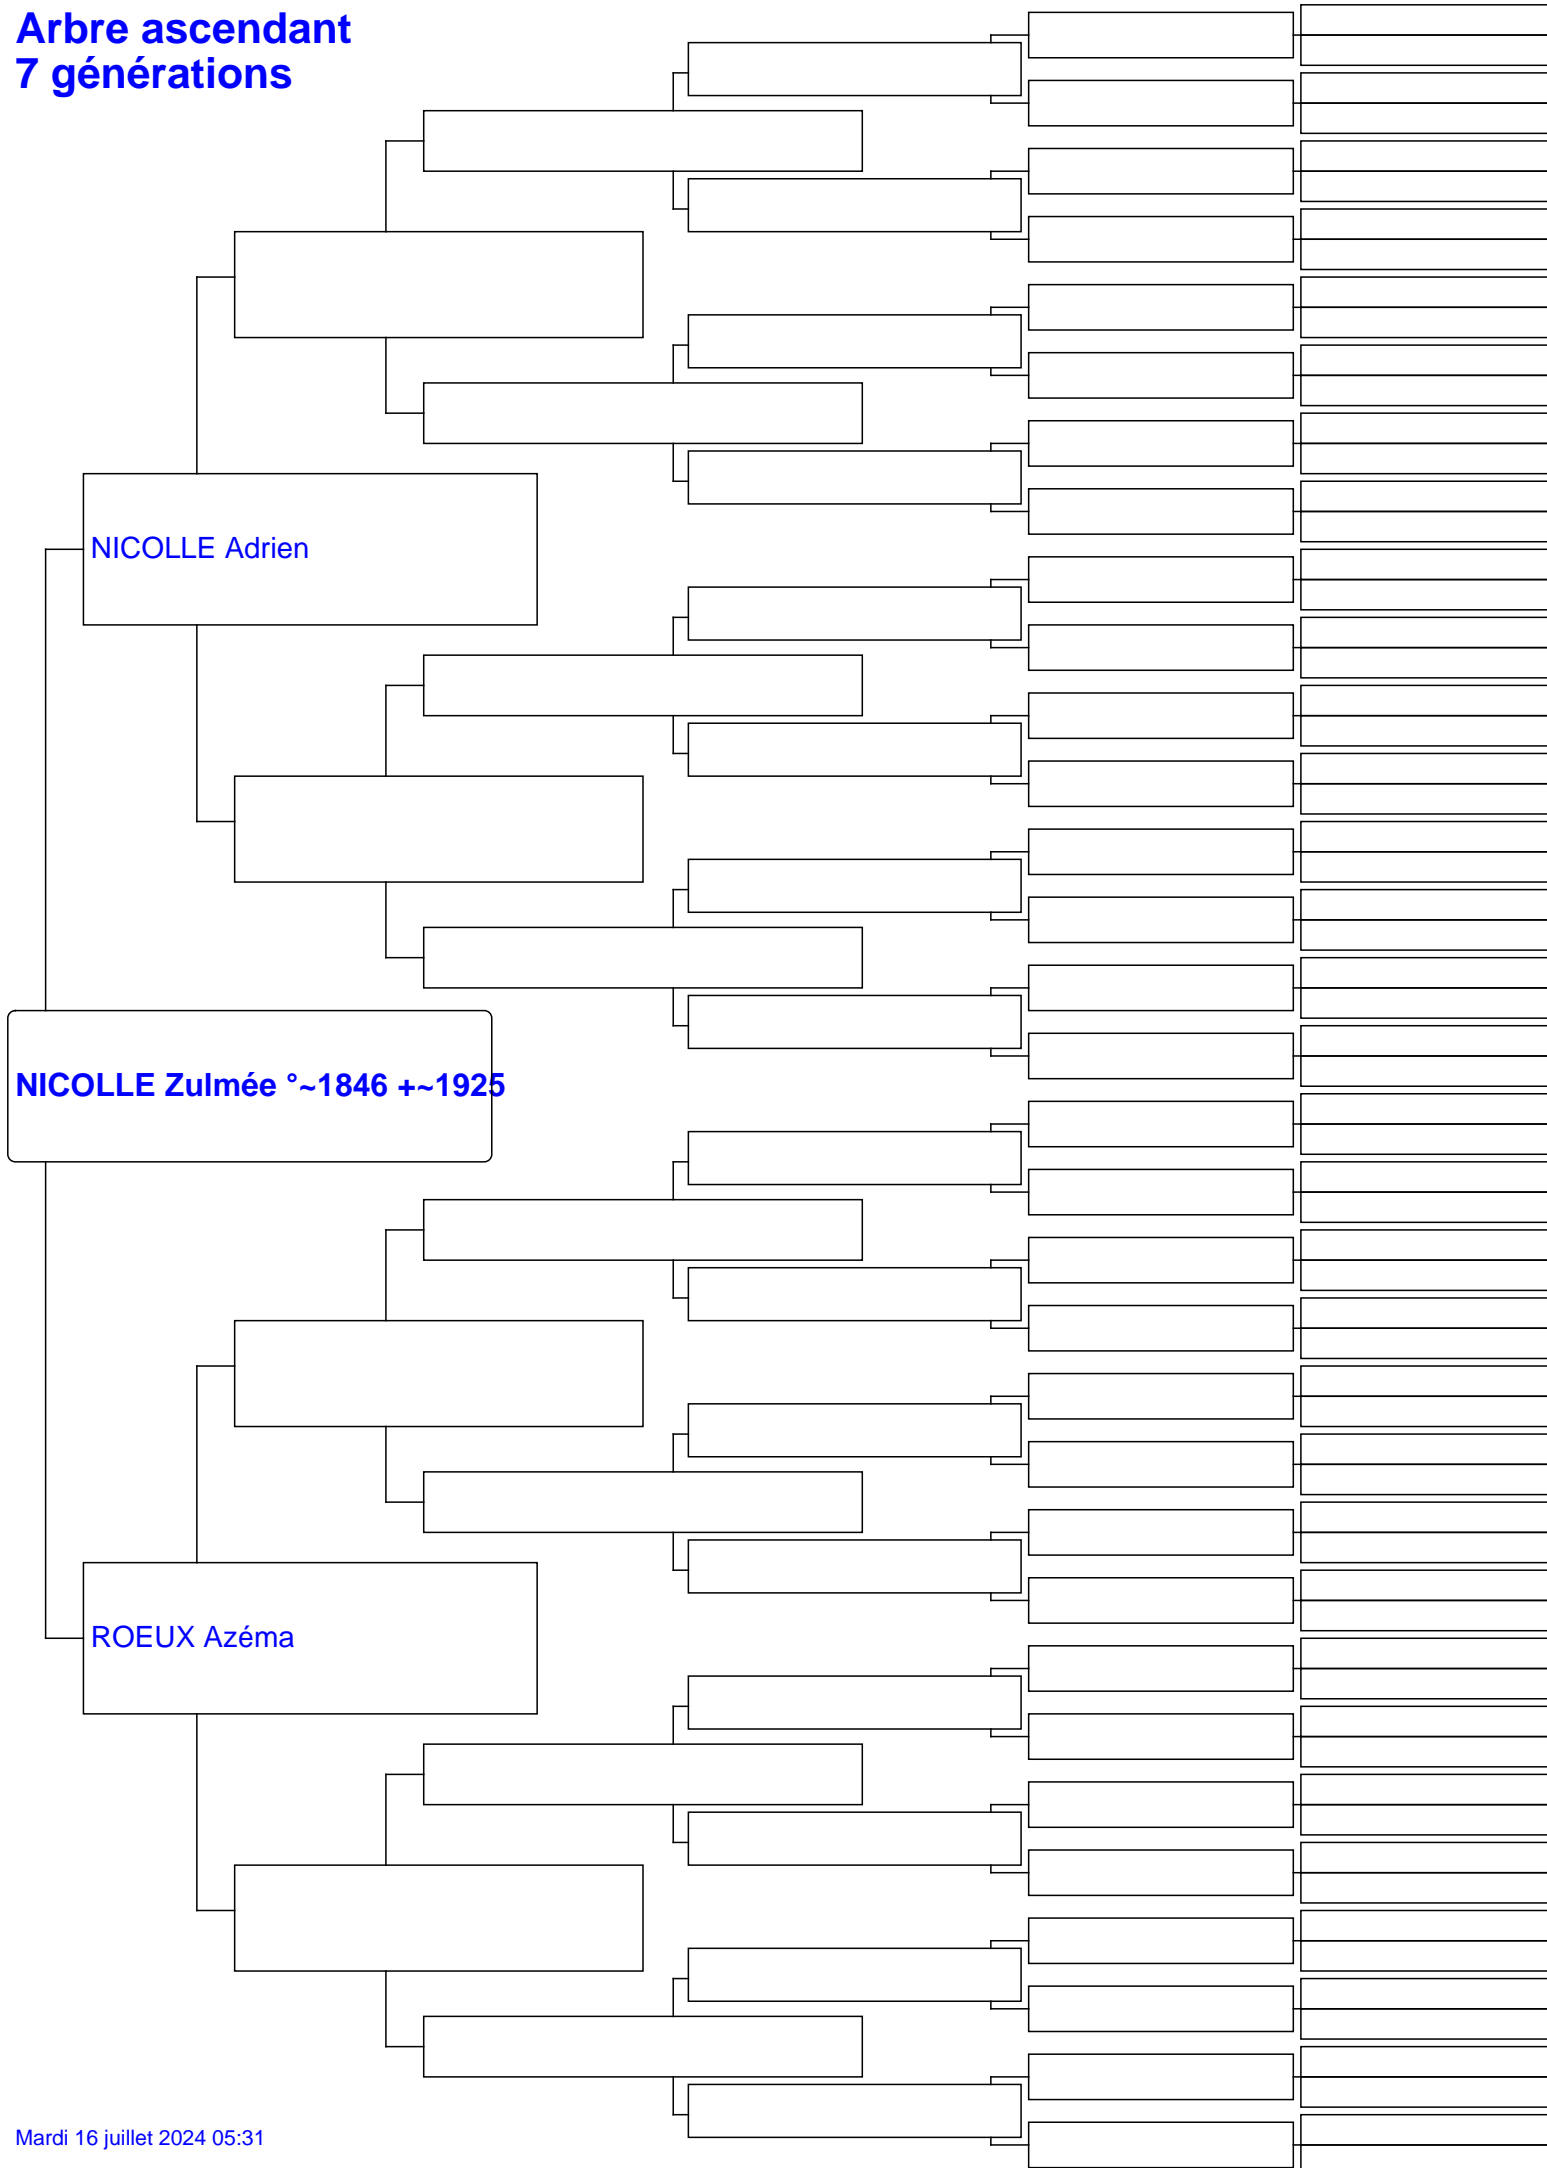 Arbre ascendant
7 générations
NICOLLE Adrien
NICOLLE Zulmée °~1846 +~1925
ROEUX Azéma
Mardi 16 juillet 2024 05:31